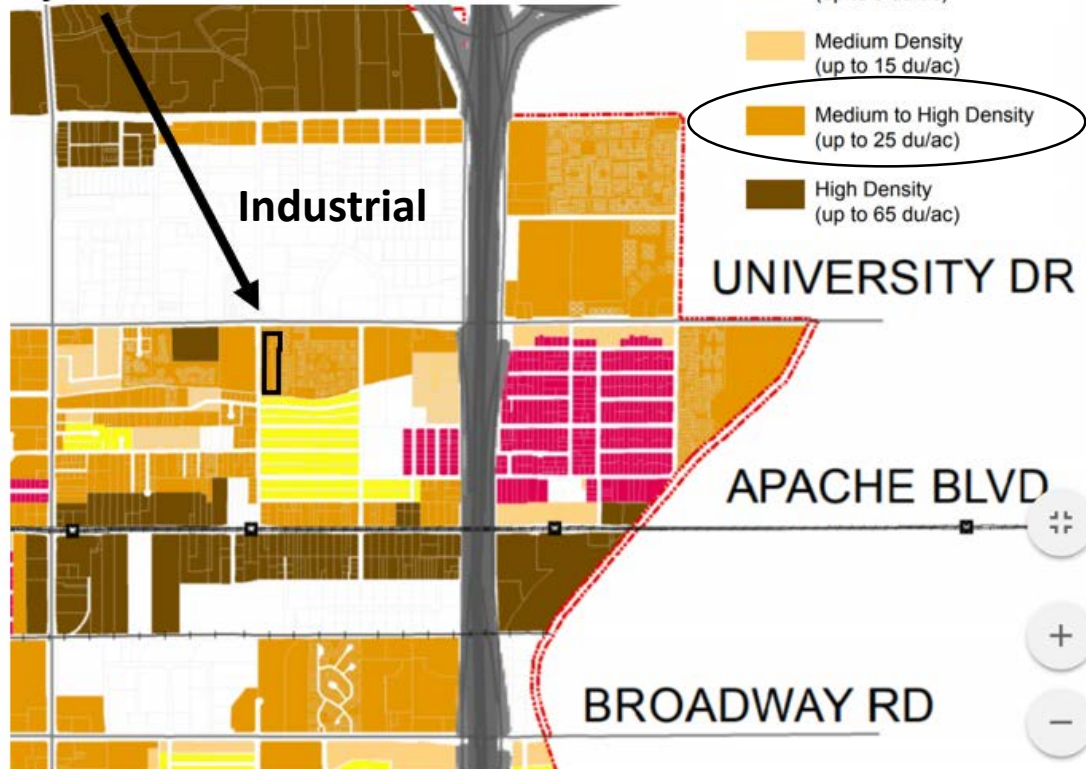 Medium Density
(up to 15 du/ac)
Medium to High Density
(up to 25 du/ac)
Industrial
High Density
(up to 65 du/ac)
UNIVERSITY DR
APACHE BLVD
BROADWAY RD